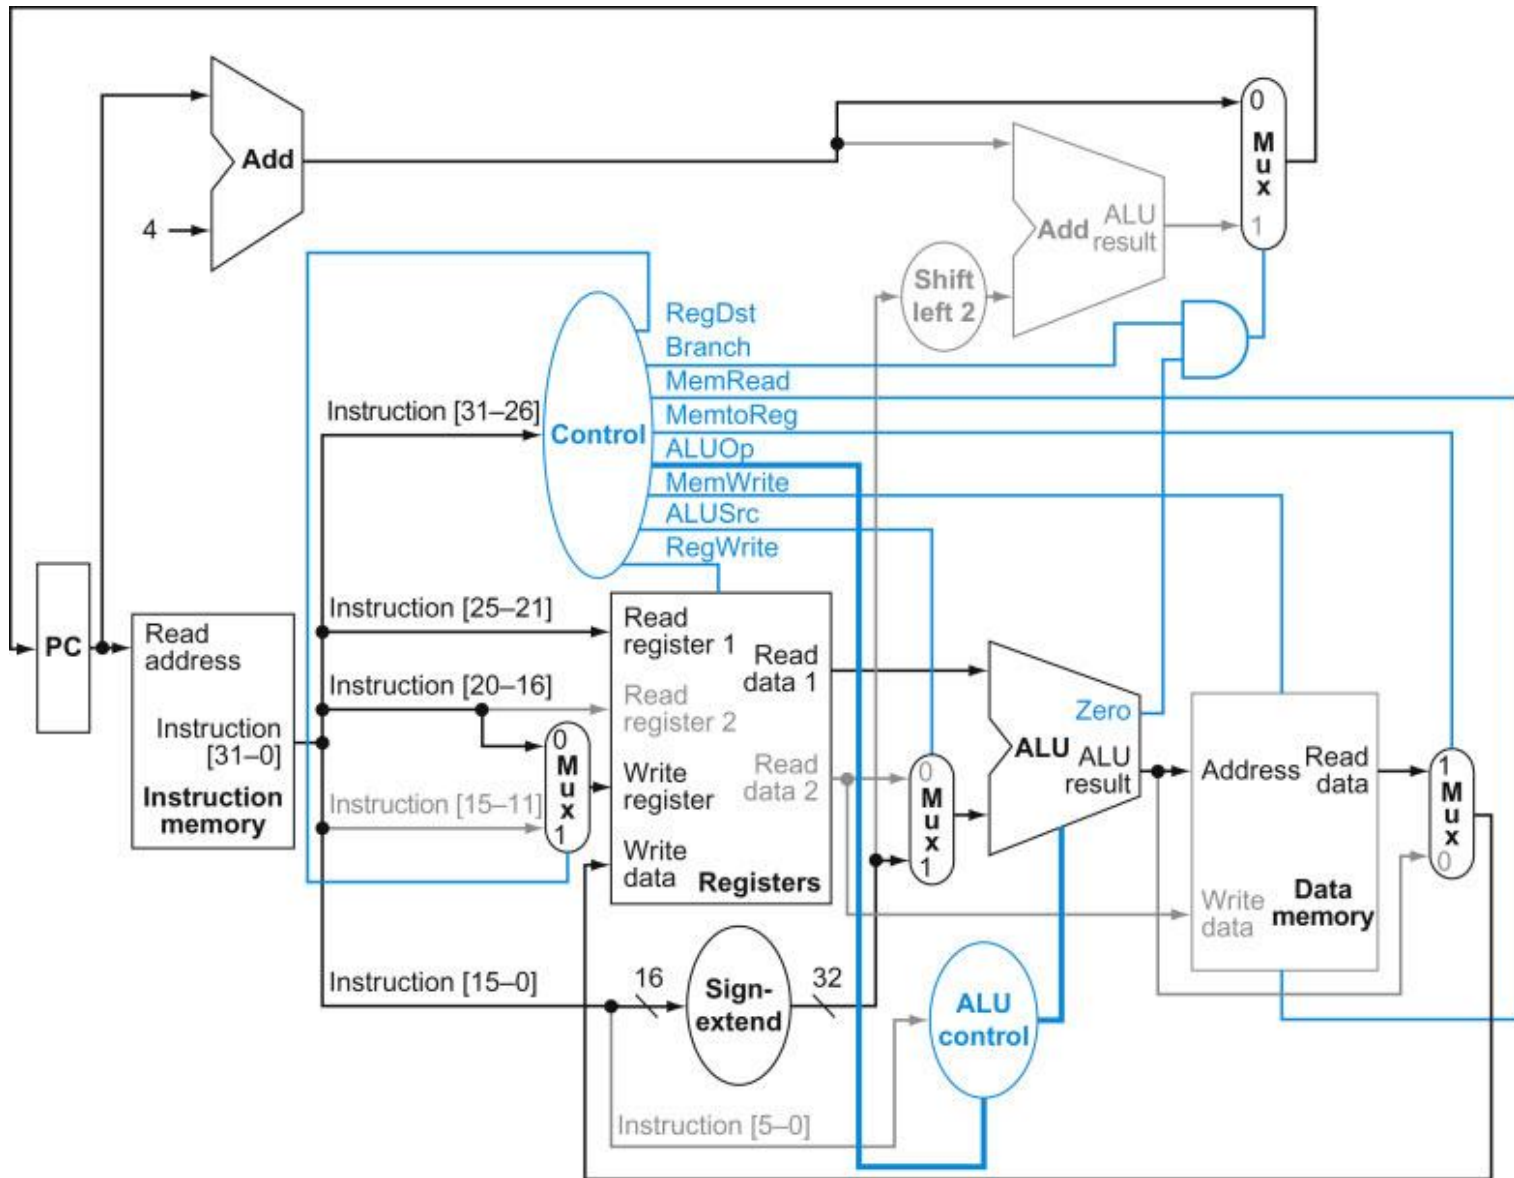 0
Mux
1
Add
4
Add
ALU
result
Shift
left 2
RegDst
Branch
MemRead
MemtoReg
ALUOp
MemWrite
ALUSrc
RegWrite
Instruction [31–26]
Control
PC
Read
address
Instruction
[31–0]
Instruction
memory
Instruction [25–21]
Instruction [20–16]
Instruction [15–11]
0
Mux
1
Read
register 1
Read
register 2
Write
register
Write
data
Read
data 1
Read
data 2
Registers
0
Mux
1
Zero
ALU
ALU
result
Address
Read
data
Write
data
Data
memory
1
Mux
0
Instruction [15–0]
16
Sign-
extend
32
ALU
control
Instruction [5–0]